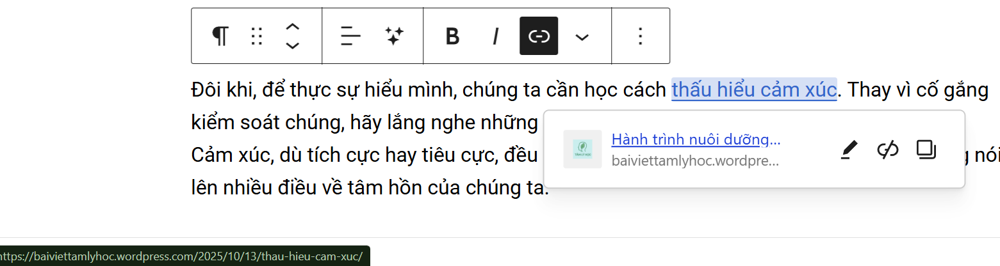 B I
Đôi khi, để thực sự hiểu mình, chúng ta cần học cách thấu hiểu cảm xúc. Thay vì cố gắng
kiểm soát chúng, hãy lắng nghe những
Hành trình nuôi dưỡng...
Cảm xúc, dù tích cực hay tiêu cực, đều
baiviettamlyhoc.wordpre...
nói
lên nhiều điều về tâm hồn của chúng ta.
https://baiviettamlyhoc.wordpress.com/2025/10/13/thau-hieu-cam-xuc/